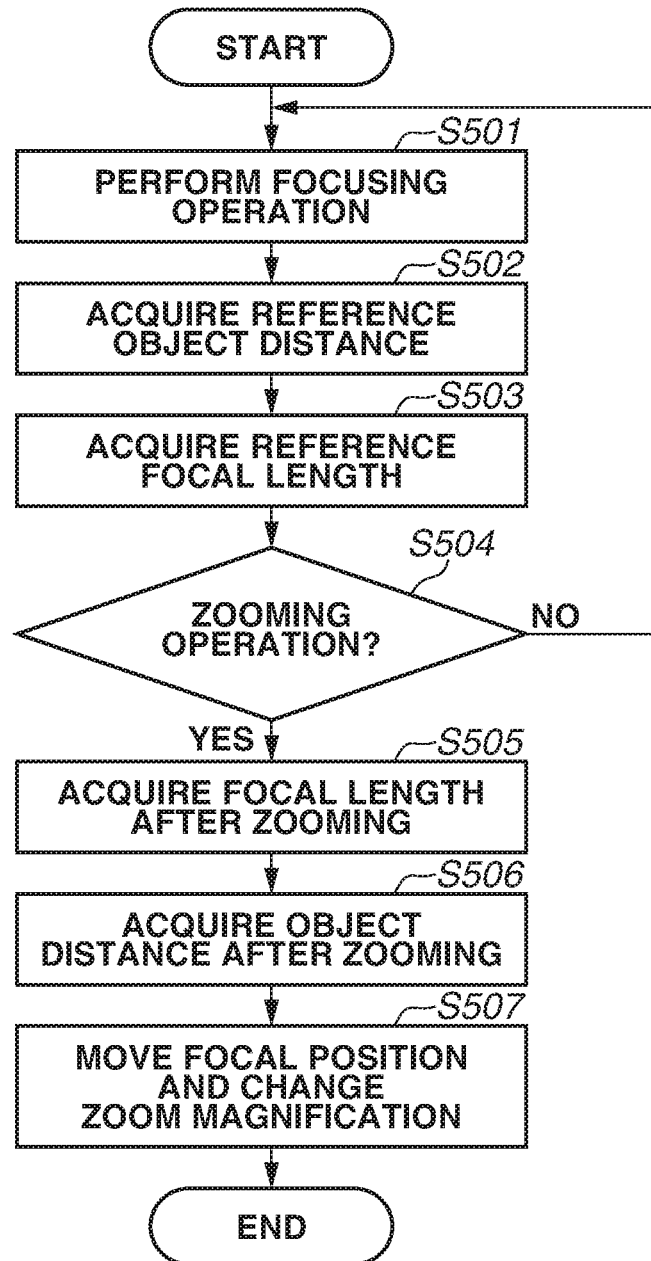 START
S501
PERFORM FOCUSING
OPERATION
S502
ACQUIRE REFERENCE
OBJECT DISTANCE
S503
ACQUIRE REFERENCE
FOCAL LENGTH
S504
ZOOMING
OPERATION?
NO
YES
S505
ACQUIRE FOCAL LENGTH
AFTER ZOOMING
S506
ACQUIRE OBJECT
DISTANCE AFTER ZOOMING
S507
MOVE FOCAL POSITION
AND CHANGE
ZOOM MAGNIFICATION
END